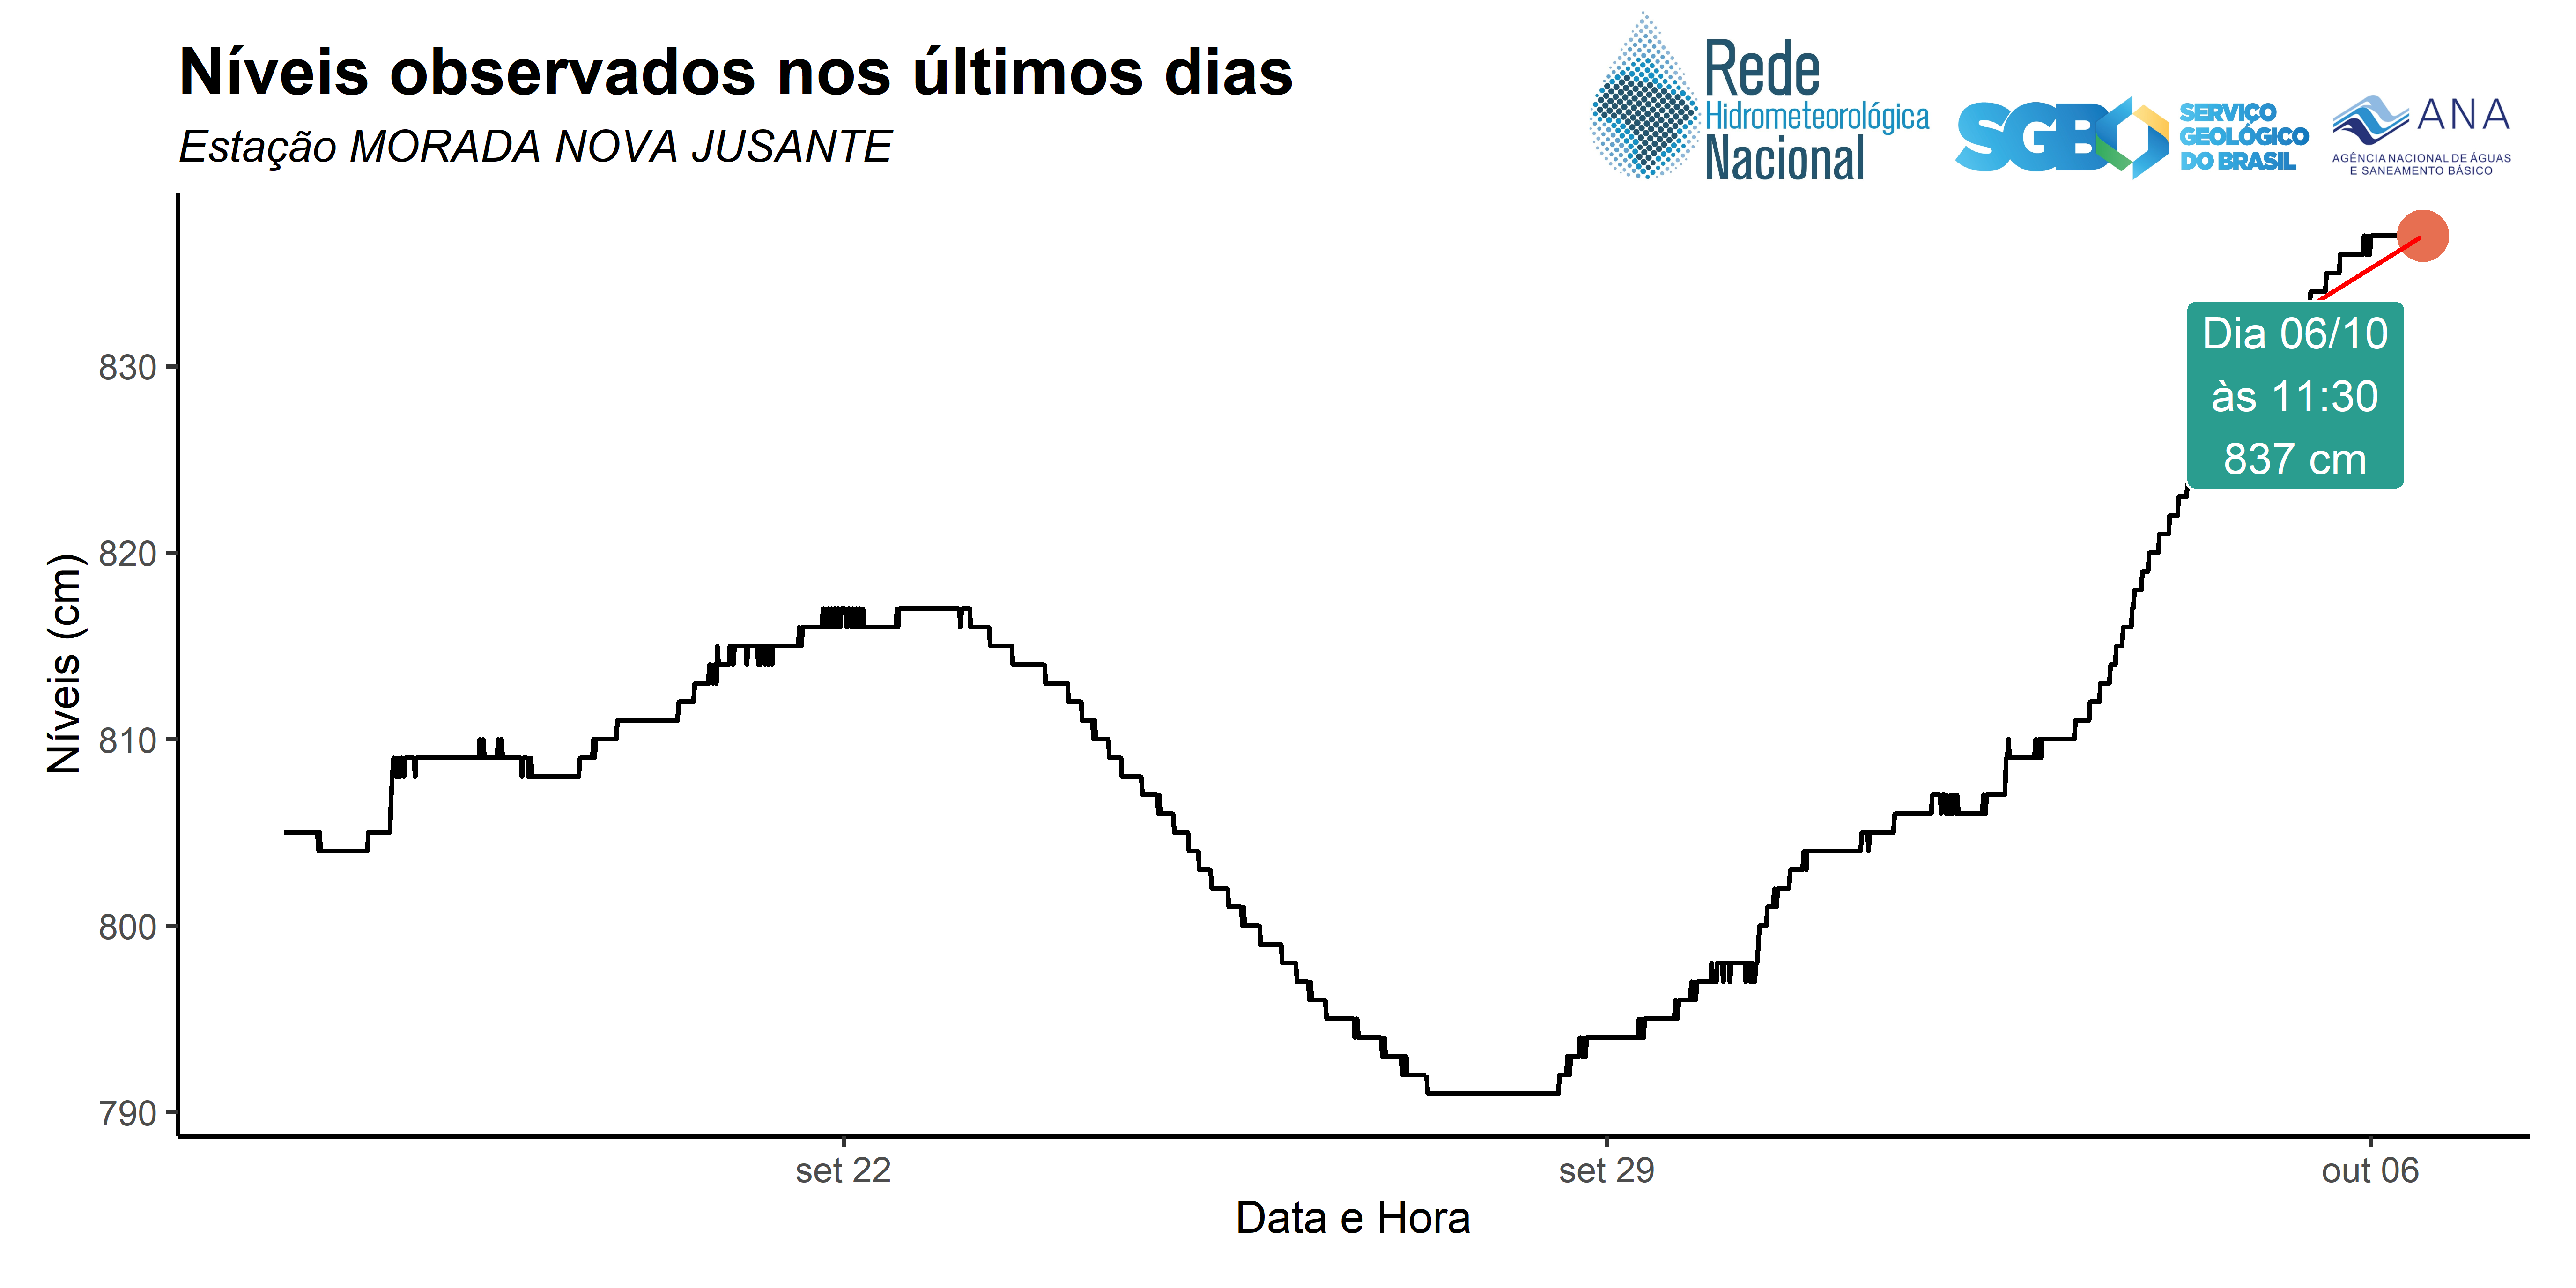 Níveis observados nos últimos dias
Estação MORADA NOVA JUSANTE
Rede
Hidrometeorológica
Nacional
SGB
SERVIÇO
GEOLÓGICO
DO BRASIL
ANA
AGÊNCIA NACIONAL DE ÁGUAS
E SANEAMENTO BÁSICO
Dia 06/10
às 11:30
837 cm
Níveis (cm)
830
820
810
800
790
set 22
set 29
out 06
Data e Hora